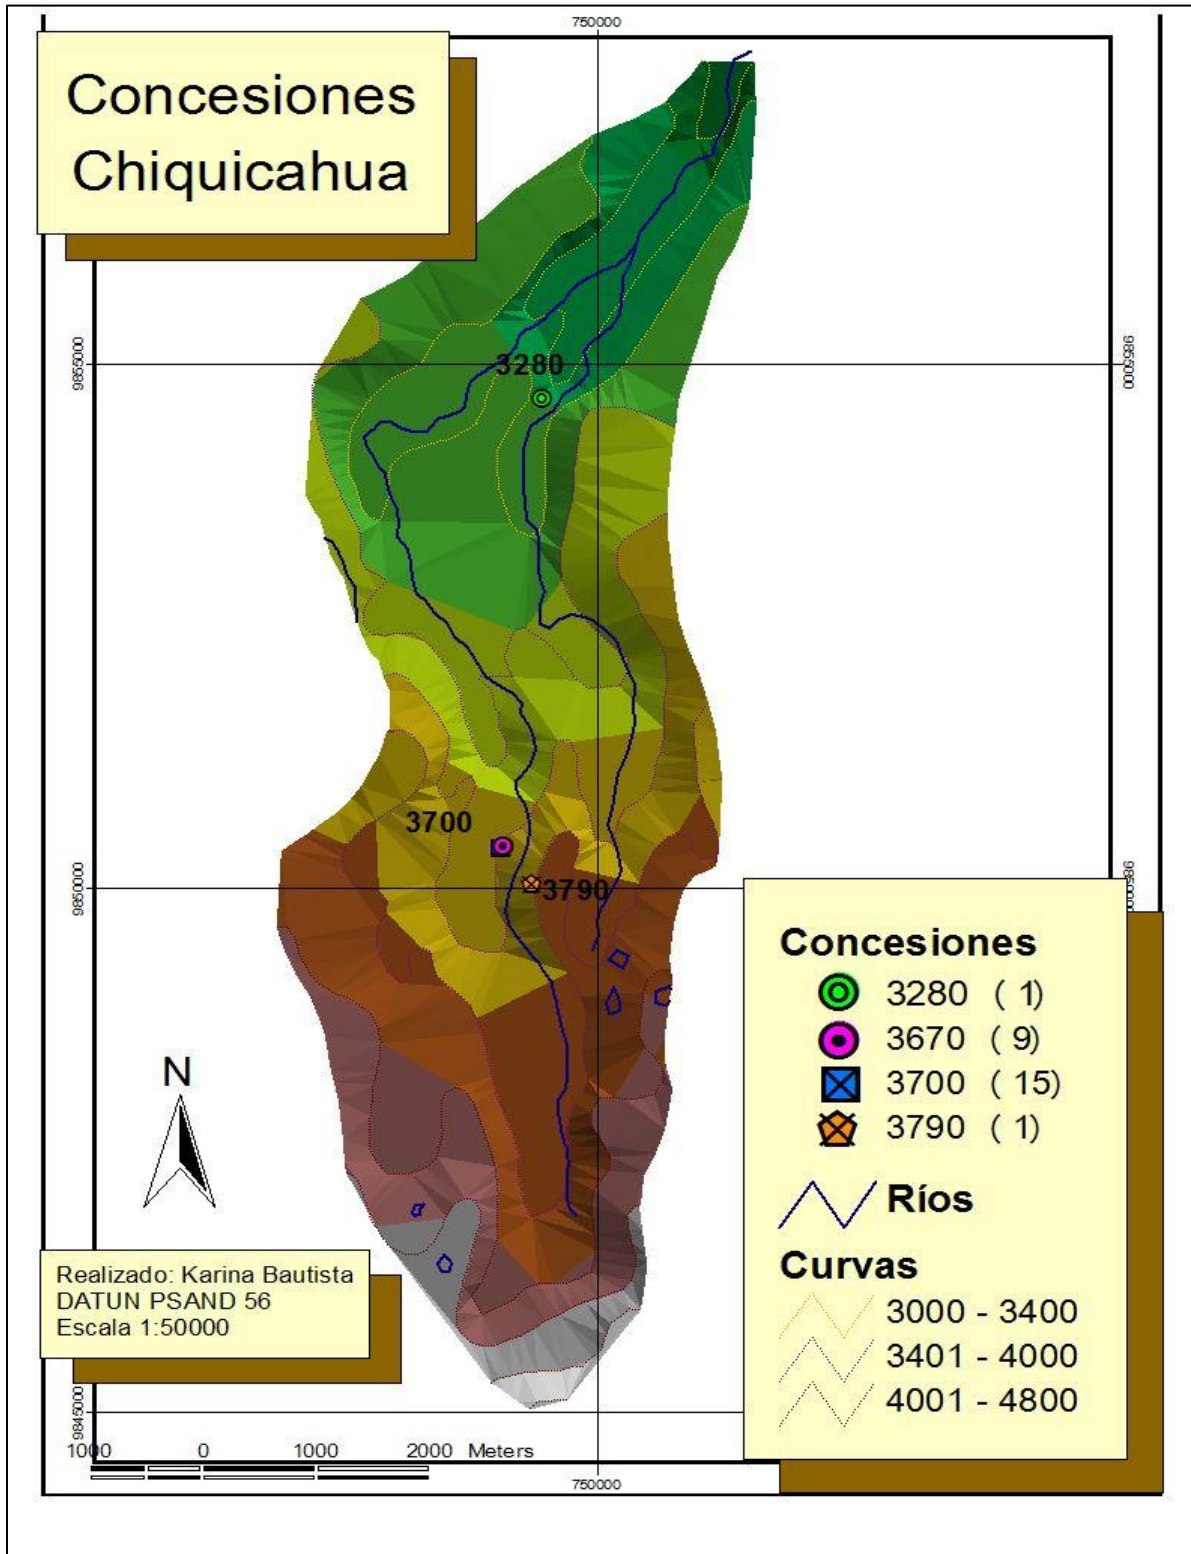 750000
Concesiones
Chiquicahua
3280
9855000
9855000
3700
3790
9850000
Concesiones
3280 ( 1)
3670 ( 9)
3700 ( 15)
3790 ( 1)
Ríos
Curvas
3000 - 3400
3401 - 4000
4001 - 4800
N
Realizado: Karina Bautista
DATUN PSAND 56
Escala 1:50000
9845000
1000 0 1000 2000 Meters
750000